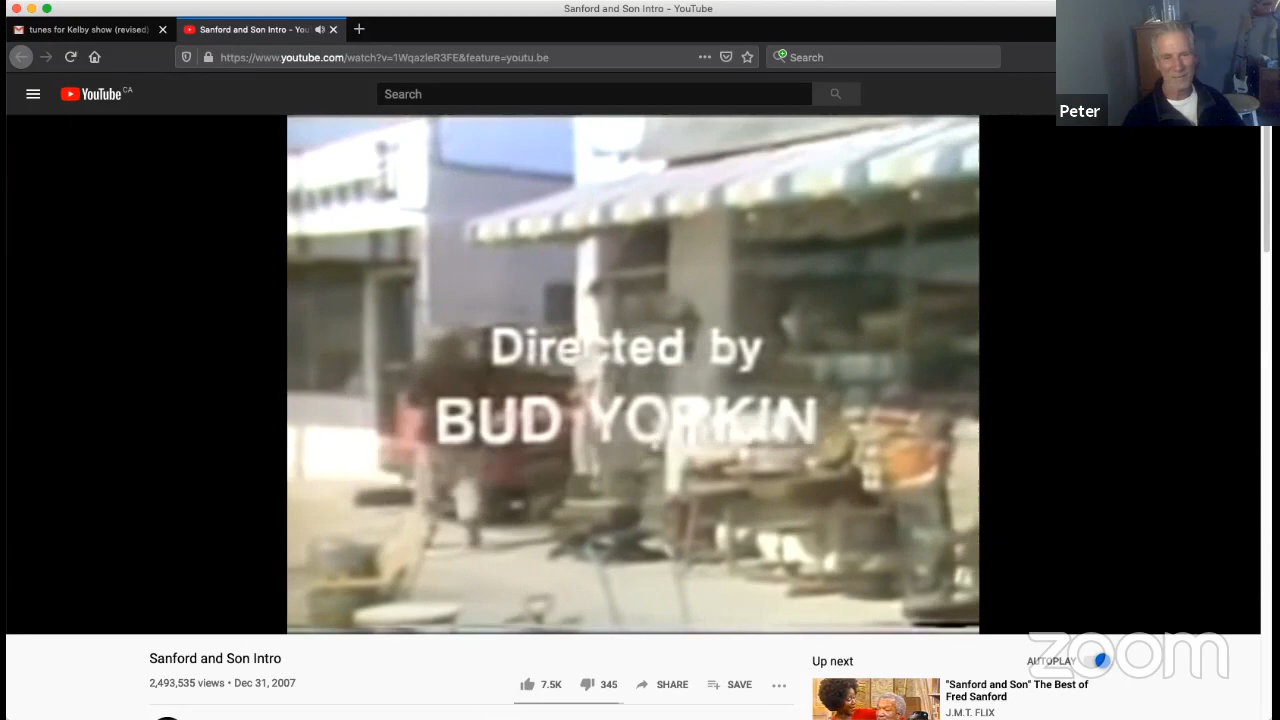 Sanford and Son Intro - YouTube
tunes for Kelby show (revised)
Sanford and Son Intro - You
https://www.youtube.com/watch?v=1WqazleR3FE&feature=youtu.be
Search
YouTube CA
Search
Peter
Directed by
BUD YORKIN
Sanford and Son Intro
2,493,535 views • Dec 31, 2007
7.5K
345
SHARE
SAVE
Up next
AUTOPLAY
"Sanford and Son" The Best of
Fred Sanford
J.M.T. FLIX
zoom